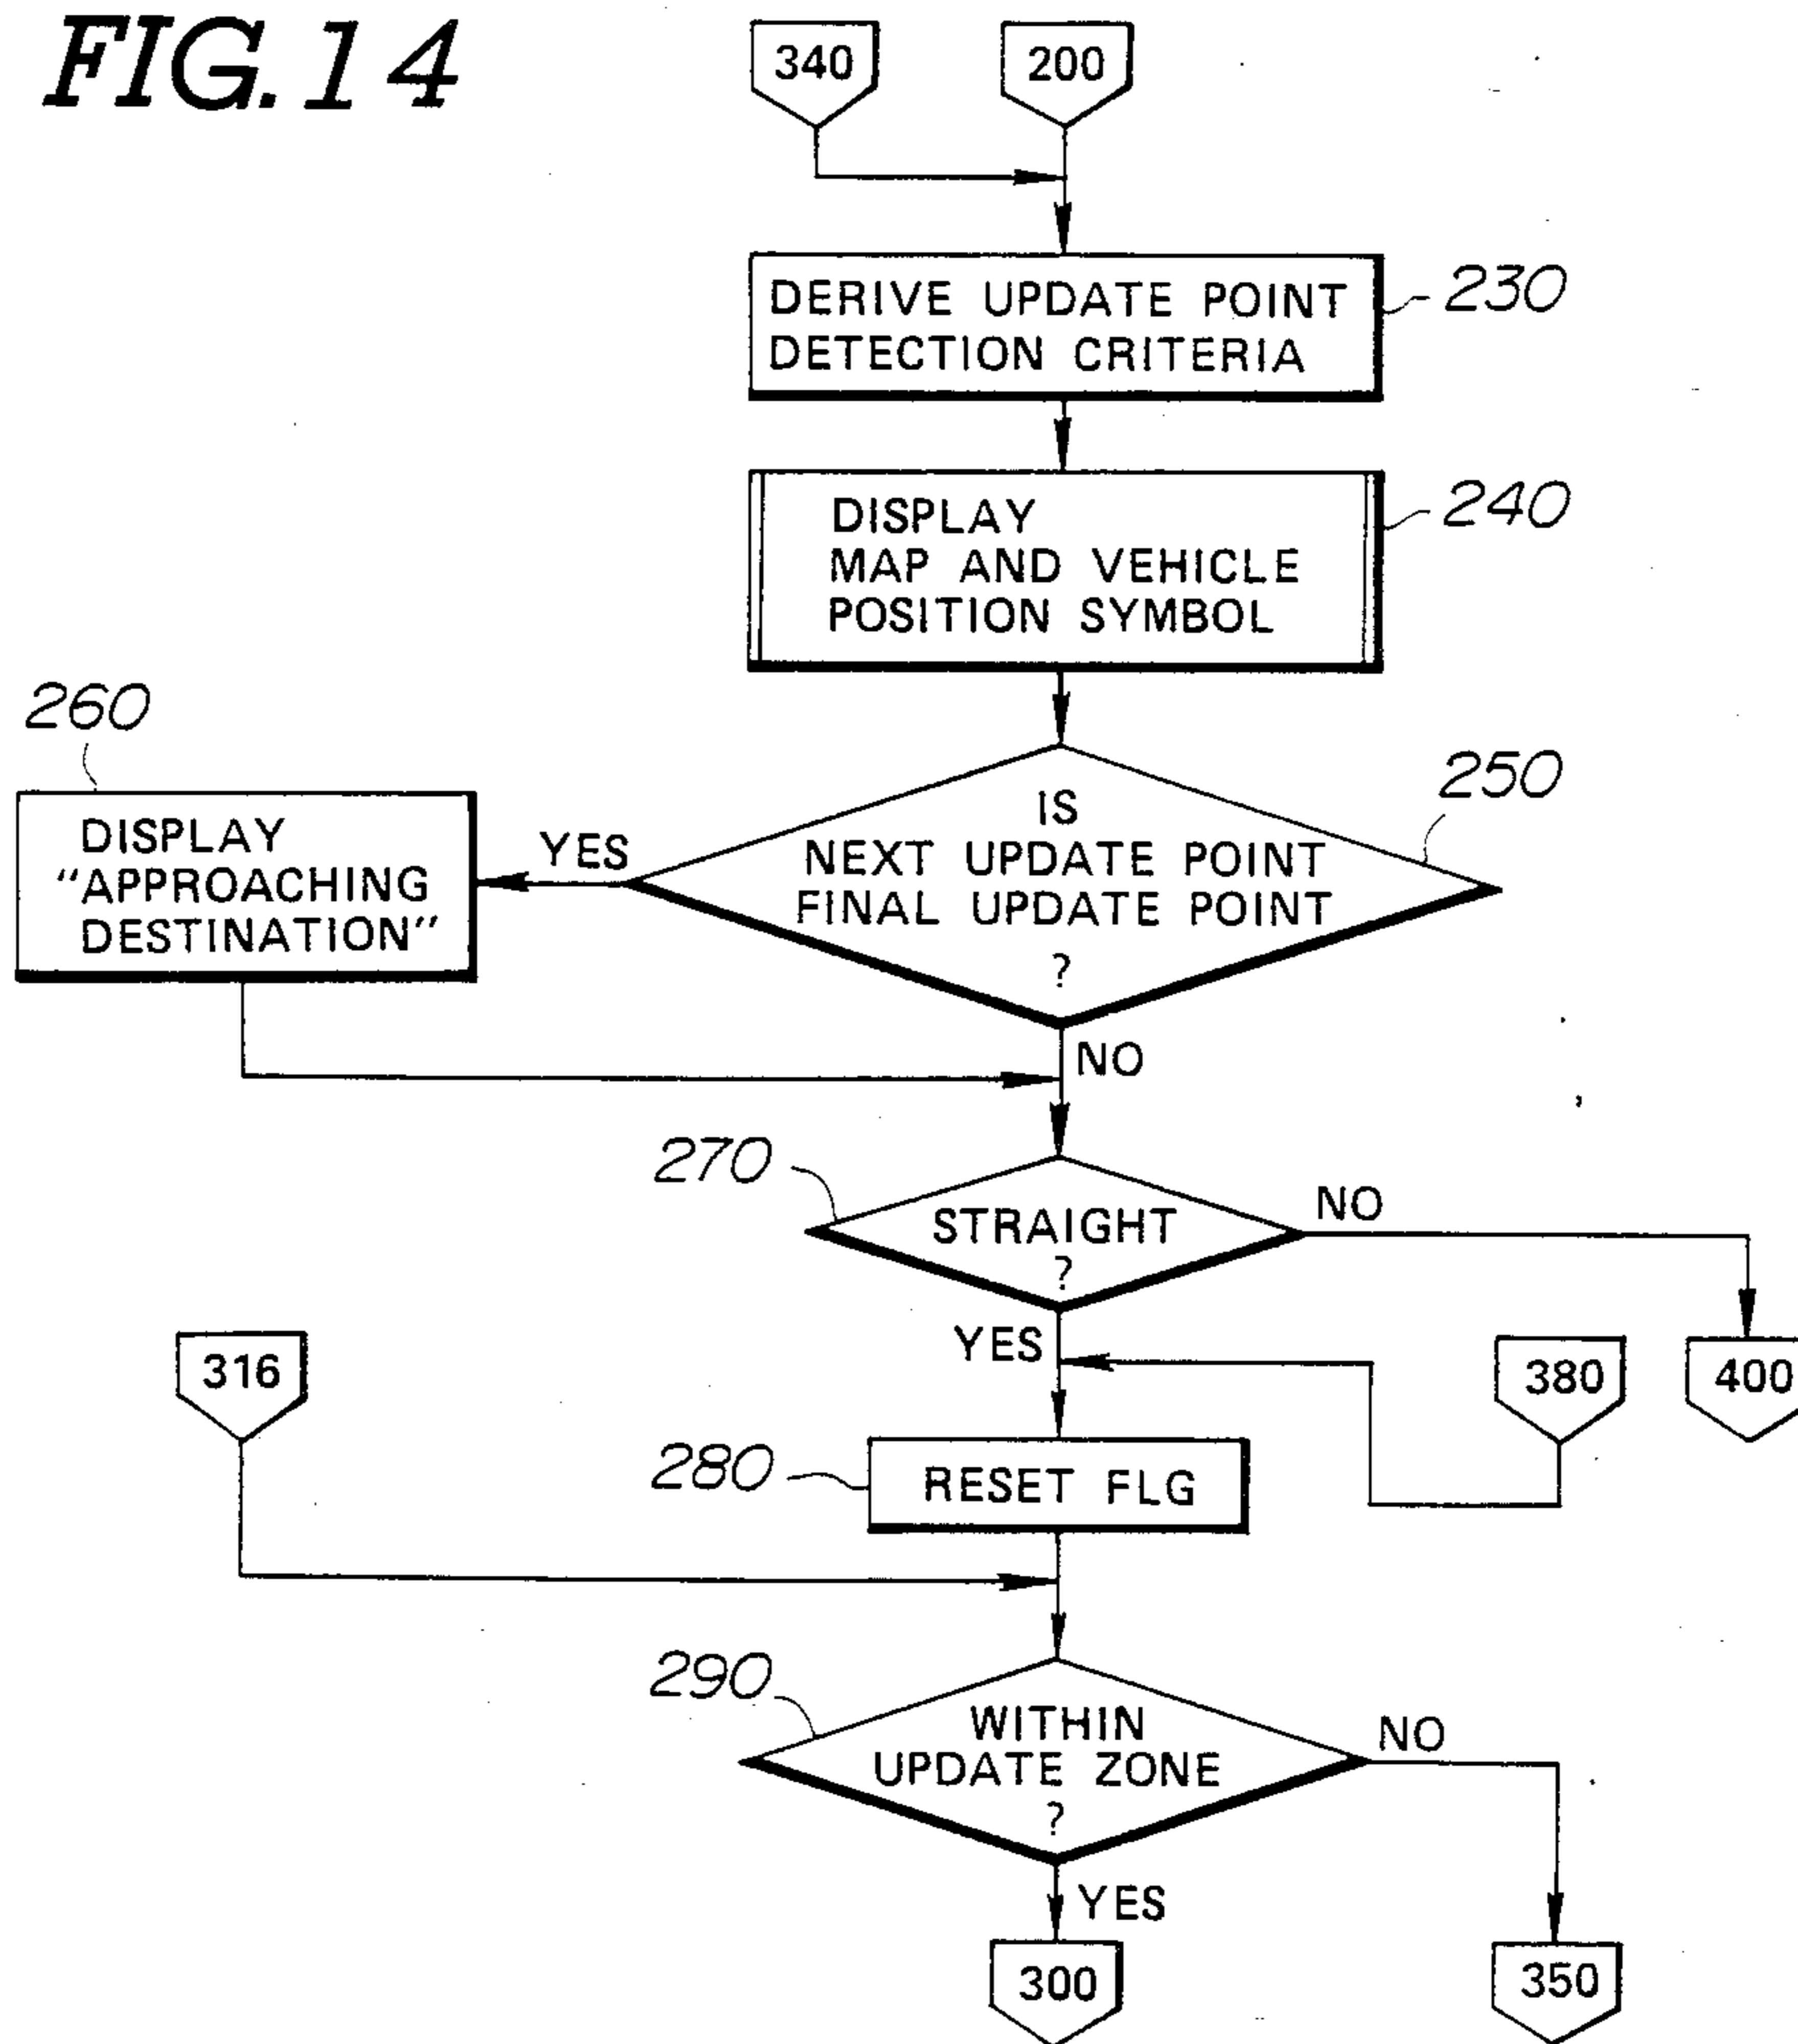 FIG. 14
340
200
DERIVE UPDATE POINT
DETECTION CRITERIA
230
DISPLAY
MAP AND VEHICLE
POSITION SYMBOL
240
260
DISPLAY
"APPROACHING
DESTINATION"
YES
IS
NEXT UPDATE POINT
FINAL UPDATE POINT
?
250
NO
270
STRAIGHT
?
NO
YES
316
380
400
280
RESET FLG
290
WITHIN
UPDATE ZONE
?
NO
YES
300
350